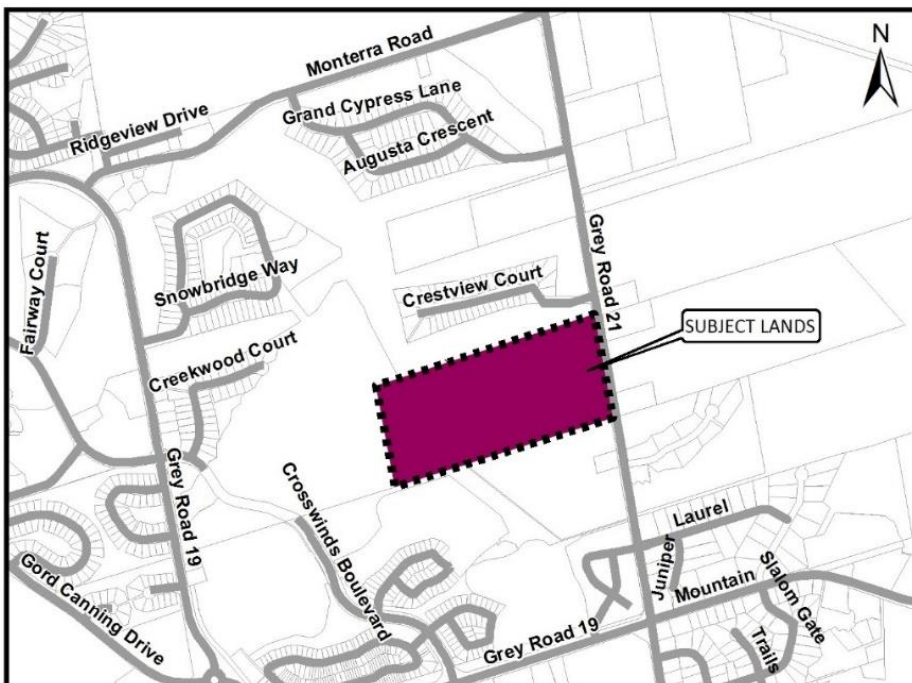 N
Monterra Road
Grand Cypress Lane
Ridgeview Drive
Augusta Crescent
Fairway Court
Snowbridge Way
Grey Road 21
Crestview Court
SUBJECT LANDS
Creekwood Court
Grey Road 19
Crosswinds Boulevard
Gord Canning Drive
Laurel
Juniper
Mountain
Slalom Gate
Grey Road 19
Trails